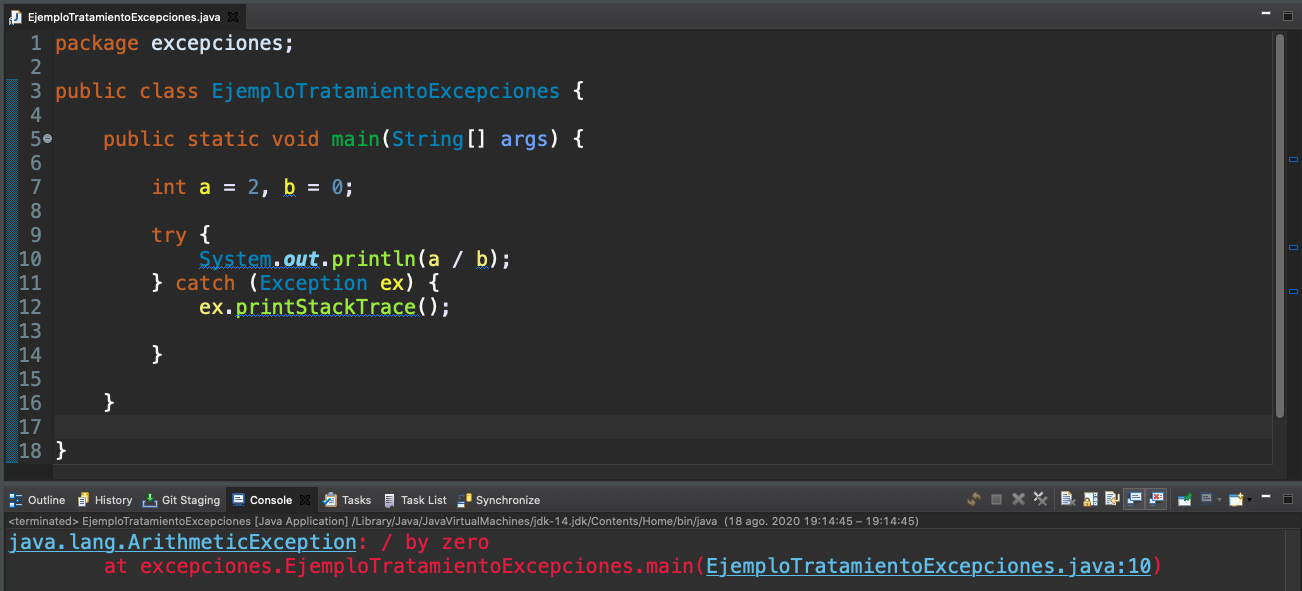 EjemploTratamientoExcepciones.java
1 package excepciones;
2
3 public class EjemploTratamientoExcepciones {
4
5 public static void main(String[] args) {
6
7 int a = 2, b = 0;
8
9 try {
10 System.out.println(a / b);
11 } catch (Exception ex) {
12 ex.printStackTrace();
13
14 }
15
16 }
17
18 }
Outline History Git Staging Console Tasks Task List Synchronize
<terminated> EjemploTratamientoExcepciones [Java Application] /Library/Java/JavaVirtualMachines/jdk-14.jdk/Contents/Home/bin/java (18 ago. 2020 19:14:45 – 19:14:45)
java.lang.ArithmeticException: / by zero
at excepciones.EjemploTratamientoExcepciones.main(EjemploTratamientoExcepciones.java:10)